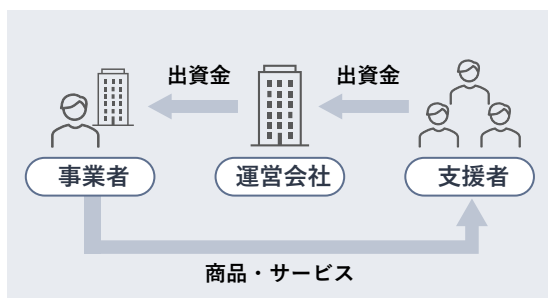 出資金
出資金
事業者
運営会社
支援者
商品・サービス